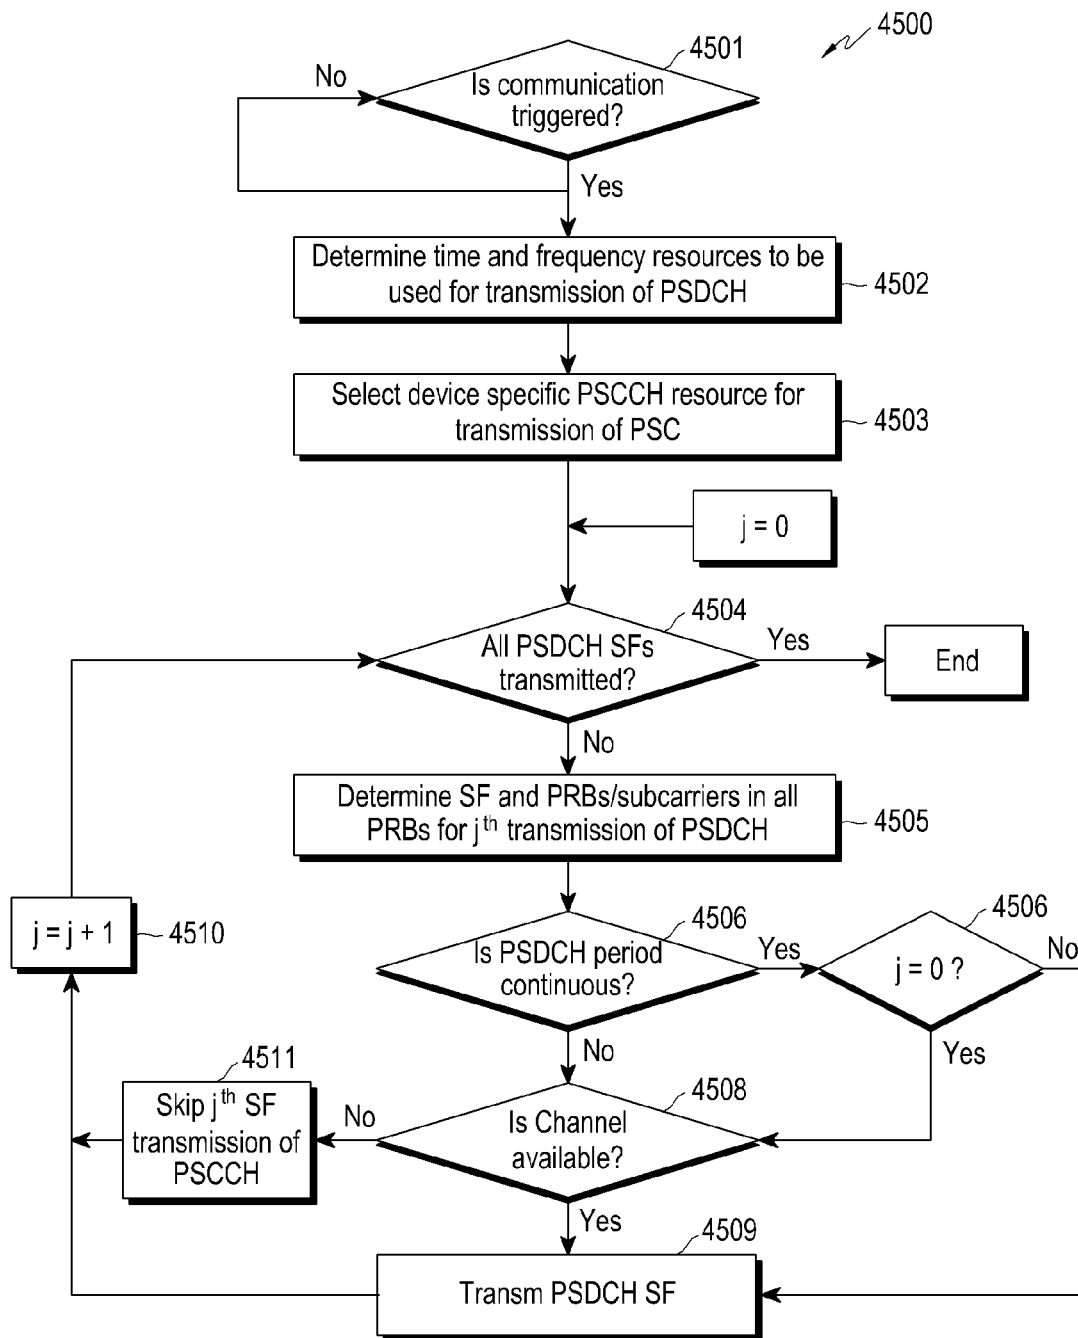 4500
4501
No
Is communication
triggered?
Yes
Determine time and frequency resources to be
used for transmission of PSDCH
4502
Select device specific PSCCH resource for
transmission of PSC
4503
j = 0
4504
All PSDCH SFs
transmitted?
Yes
End
No
Determine SF and PRBs/subcarriers in all
PRBs for jth transmission of PSDCH
4505
j = j + 1
4510
4506
Is PSDCH period
continuous?
Yes
4506
j = 0 ?
No
Yes
No
4511
Skip jth SF
transmission of
PSCCH
No
4508
Is Channel
available?
Yes
4509
Transm PSDCH SF